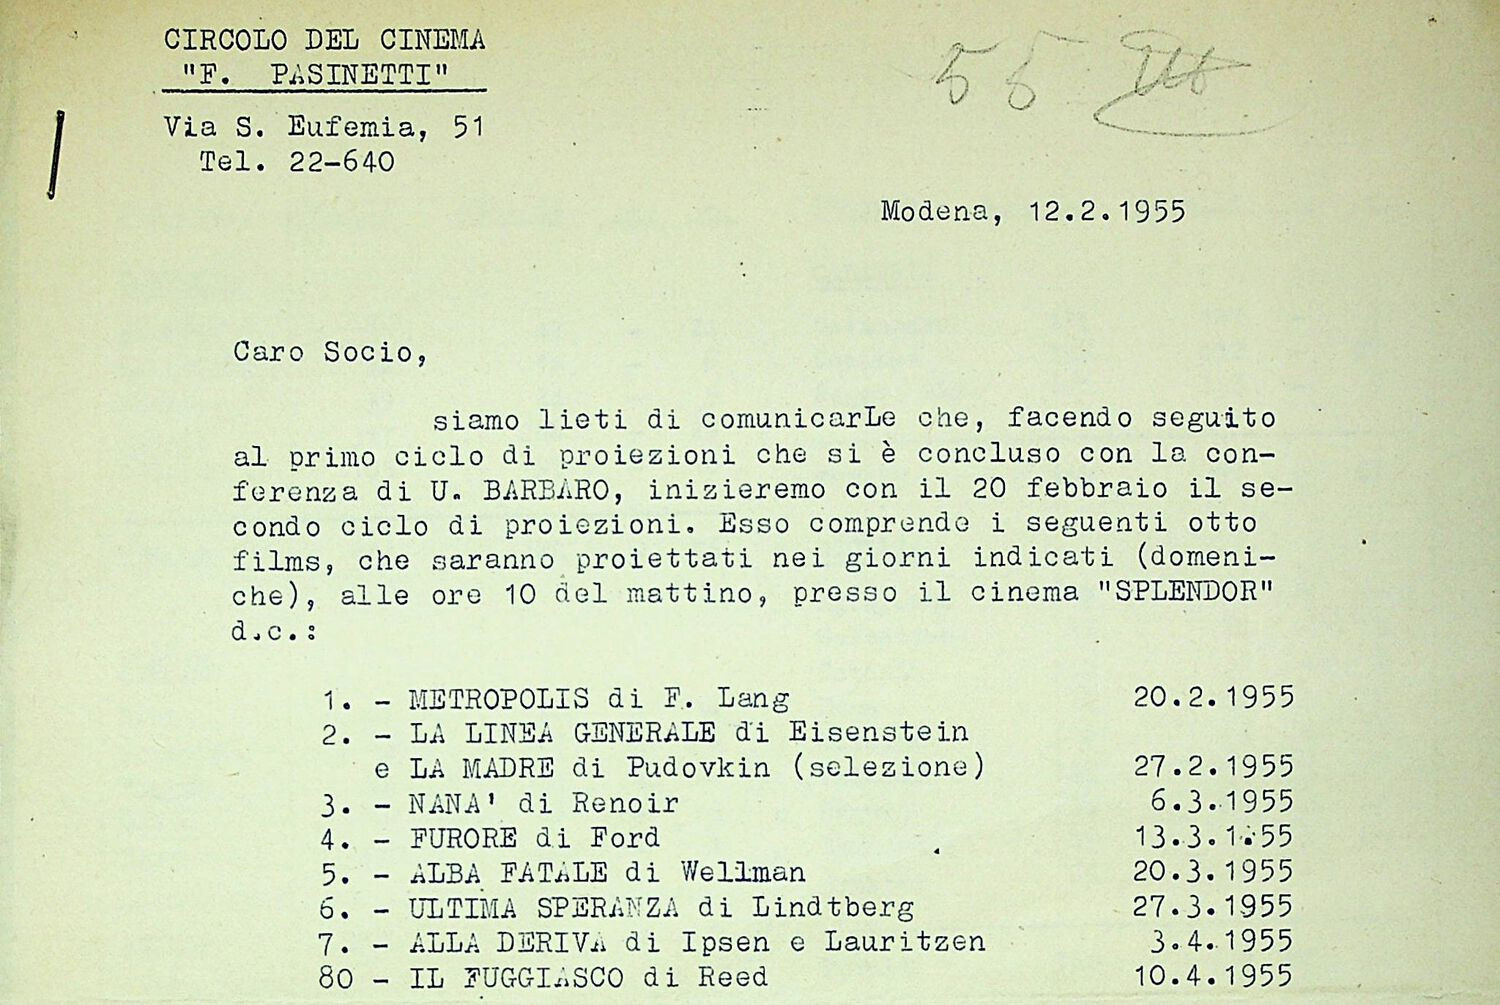 CIRCOLO DEL CINEMA
"F. PASINETTI"
Via S. Eufemia, 51
Tel. 22-640
55
Modena, 12.2.1955
Caro Socio,
siamo lieti di comunicarLe che, facendo seguito
al primo ciclo di proiezioni che si è concluso con la con-
ferenza di U. BARBARO, inizieremo con il 20 febbraio il se-
condo ciclo di proiezioni. Esso comprende i seguenti otto
films, che saranno proiettati nei giorni indicati (domeni-
che), alle ore 10 del mattino, presso il cinema "SPLENDOR"
d.c.:
1. - METROPOLIS di F. Lang 20.2.1955
2. - LA LINEA GENERALE di Eisenstein
e LA MADRE di Pudovkin (selezione) 27.2.1955
3. - NANA' di Renoir 6.3.1955
4. - FURORE di Ford 13.3.1955
5. - ALBA FATALE di Wellman 20.3.1955
6. - ULTIMA SPERANZA di Lindtberg 27.3.1955
7. - ALLA DERIVA di Ipsen e Lauritzen 3.4.1955
80 - IL FUGGIASCO di Reed 10.4.1955